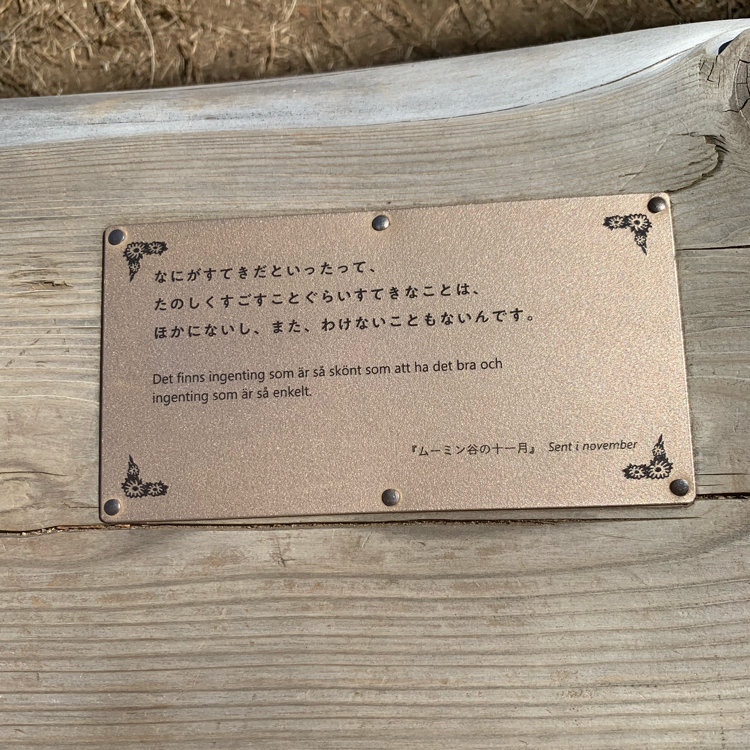 なにがすてきだといったって、
たのしくすごすことぐらいすてきなことは、
ほかにないし、また、わけないこともないんです。
Det finns ingenting som är så skönt som att ha det bra och
ingenting som är så enkelt.
『ムーミン谷の十一月』 Sent i november